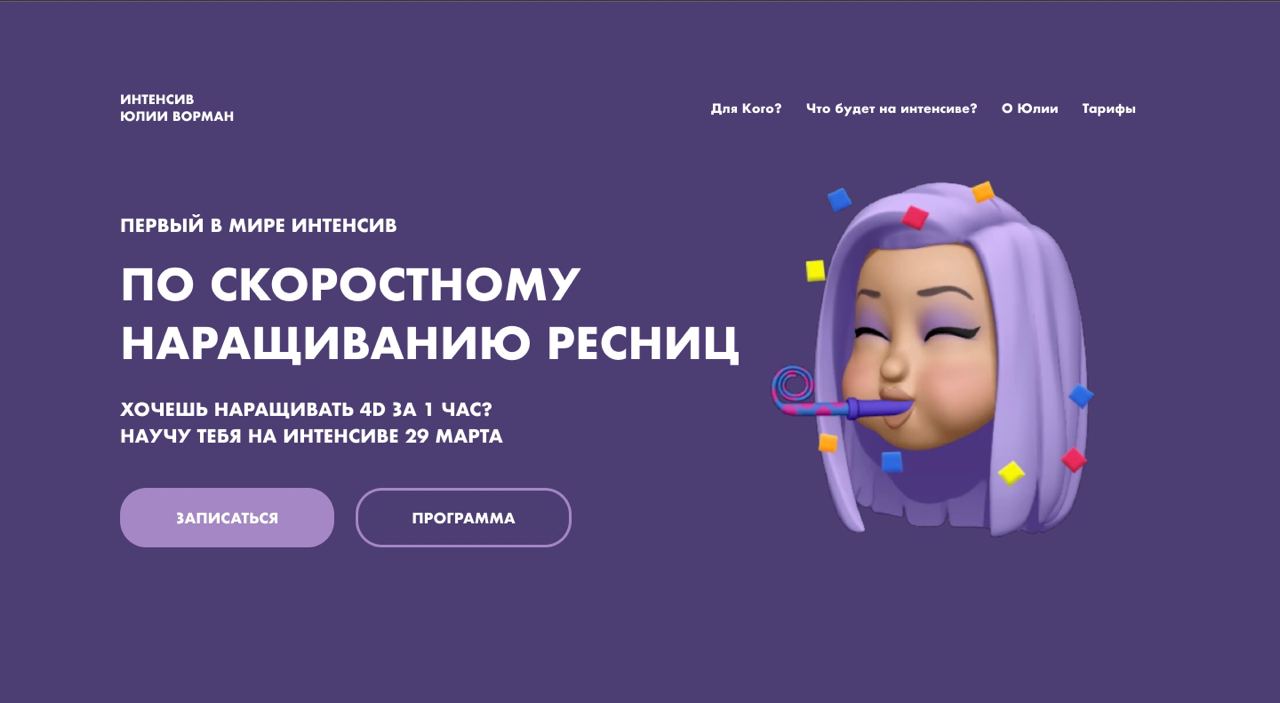 ИНТЕНСИВ
ЮЛИИ ВОРМАН
Для Кого? Что будет на интенсиве? О Юлии Тарифы
ПЕРВЫЙ В МИРЕ ИНТЕНСИВ
ПО СКОРОСТНОМУ
НАРАЩИВАНИЮ РЕСНИЦ
ХОЧЕШЬ НАРАЩИВАТЬ 4D ЗА 1 ЧАС?
НАУЧУ ТЕБЯ НА ИНТЕНСИВЕ 29 МАРТА
ЗАПИСАТЬСЯ ПРОГРАММА